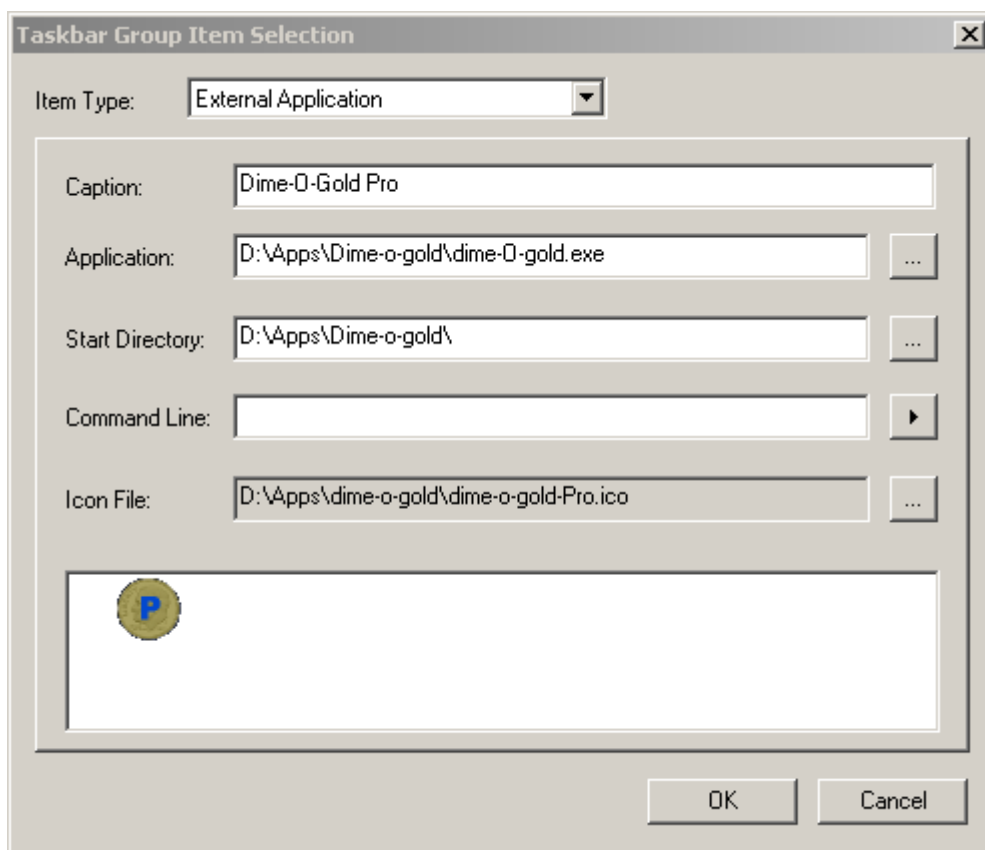 Taskbar Group Item Selection
Item Type: External Application
Caption: Dime-O-Gold Pro
Application: D:\Apps\Dime-o-gold\dime-O-gold.exe ...
Start Directory: D:\Apps\Dime-o-gold\ ...
Command Line:
Icon File: D:\Apps\dime-o-gold\dime-o-gold-Pro.ico ...
P
OK Cancel